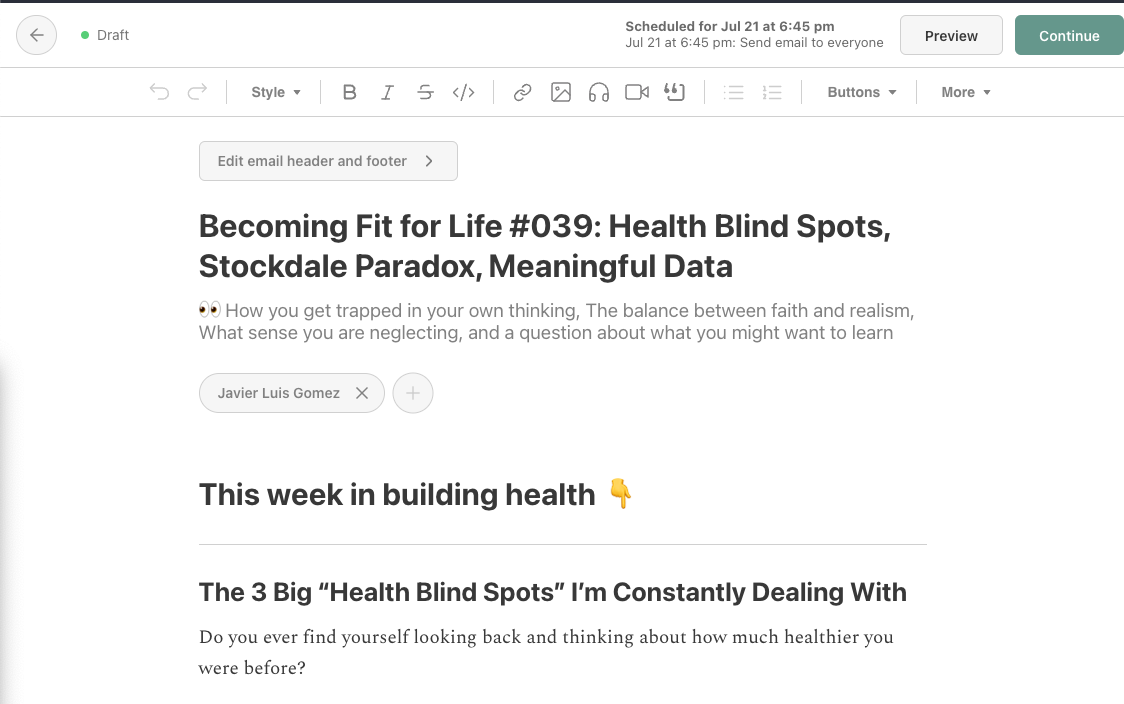 Draft
Scheduled for Jul 21 at 6:45 pm
Jul 21 at 6:45 pm: Send email to everyone
Preview
Continue
Style
Buttons
More
Edit email header and footer
Becoming Fit for Life #039: Health Blind Spots,
Stockdale Paradox, Meaningful Data
👀 How you get trapped in your own thinking, The balance between faith and realism,
What sense you are neglecting, and a question about what you might want to learn
Javier Luis Gomez
This week in building health 👇
The 3 Big “Health Blind Spots” I’m Constantly Dealing With
Do you ever find yourself looking back and thinking about how much healthier you
were before?